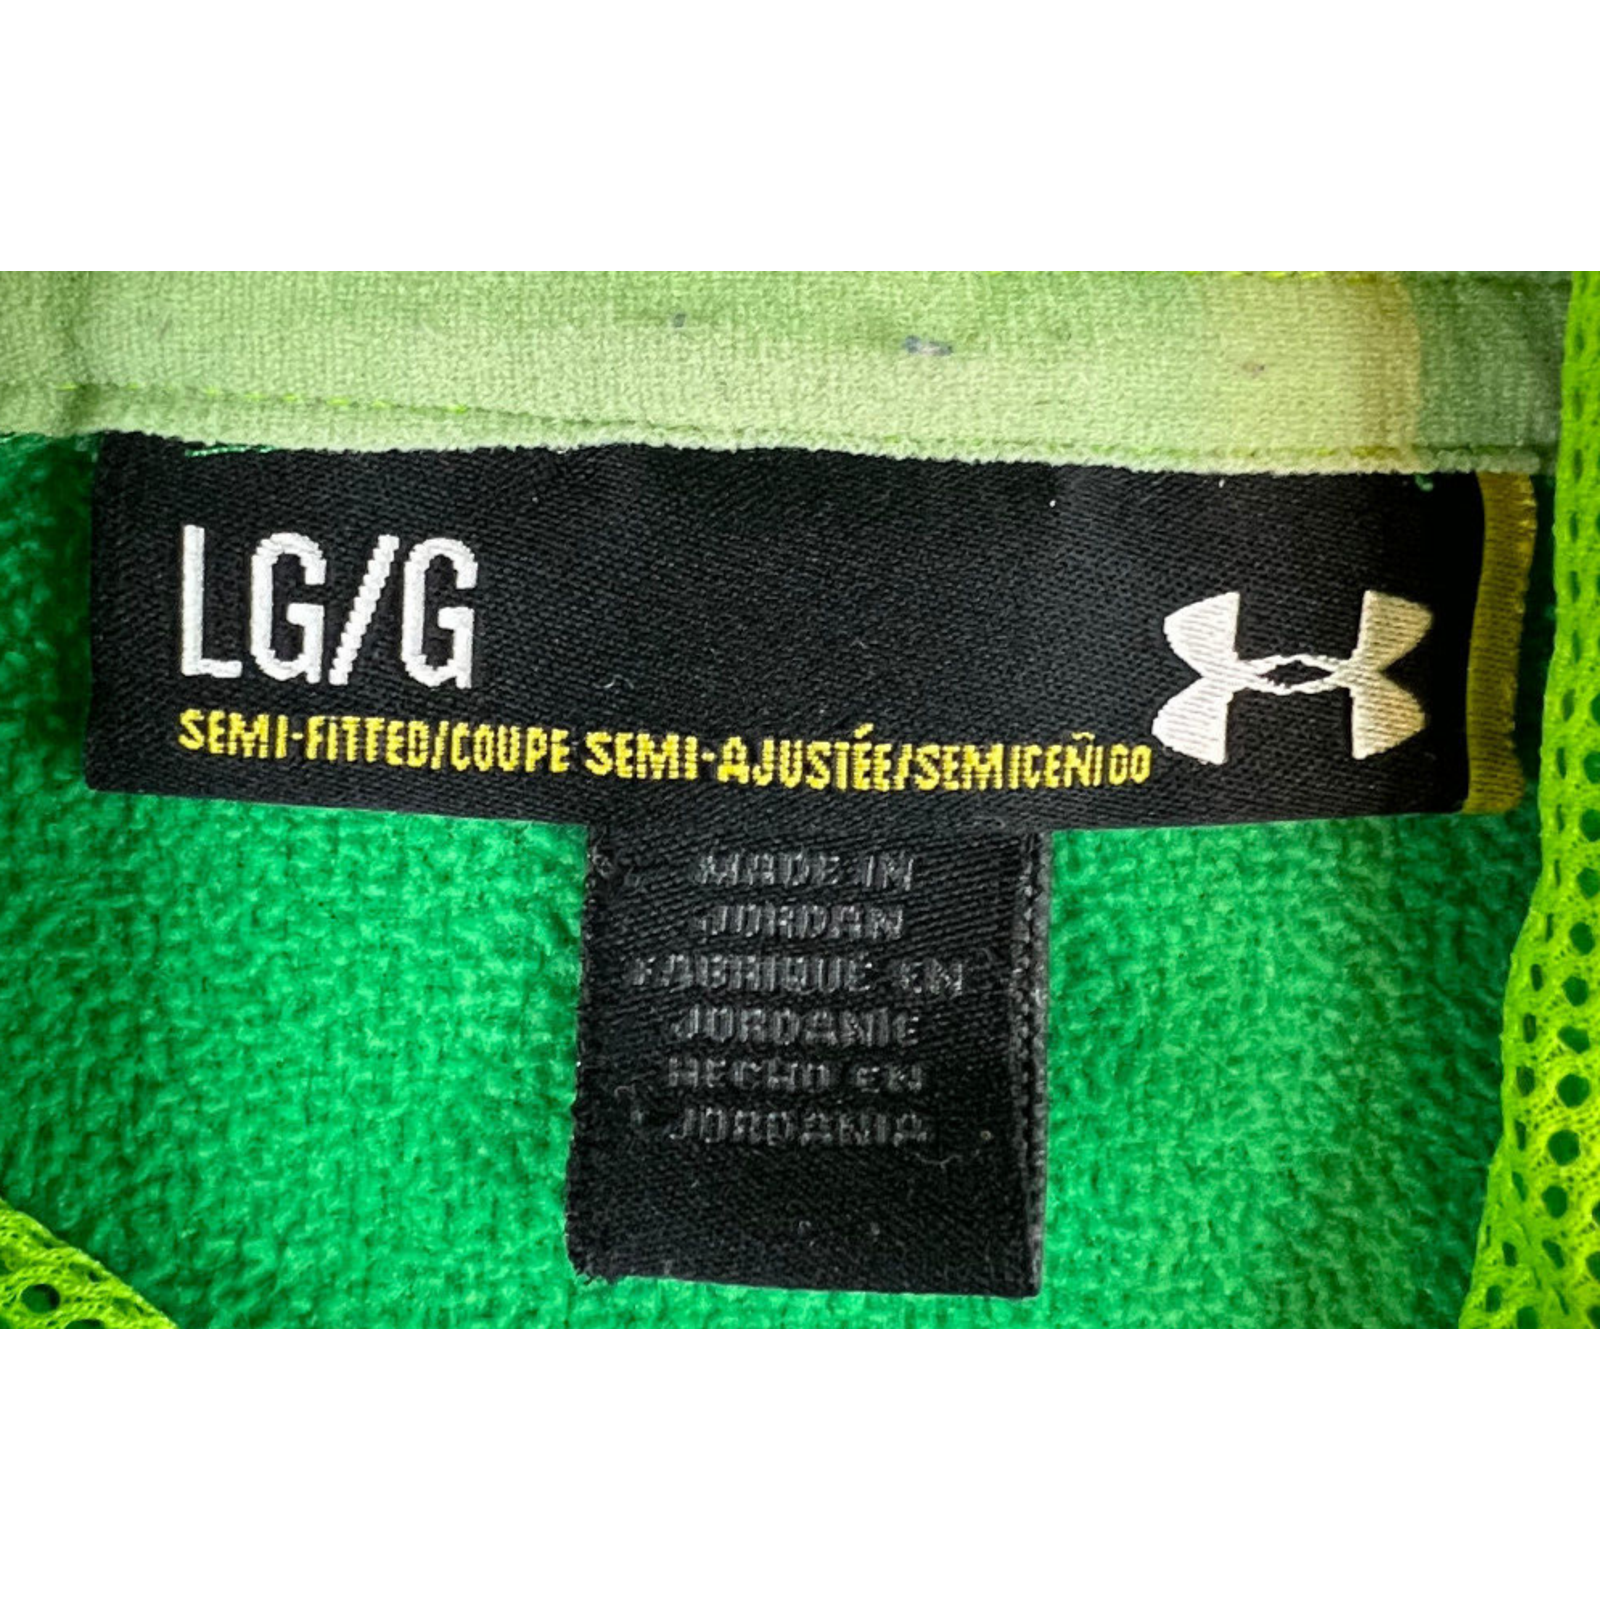 LG/G
SEMI-FITTED/COUPE SEMI-AJUSTÉE/SEMICEÑIDO
MADE IN
JORDAN
FABRIQUE EN
JORDANIE
HECHO EN
JORDANIA